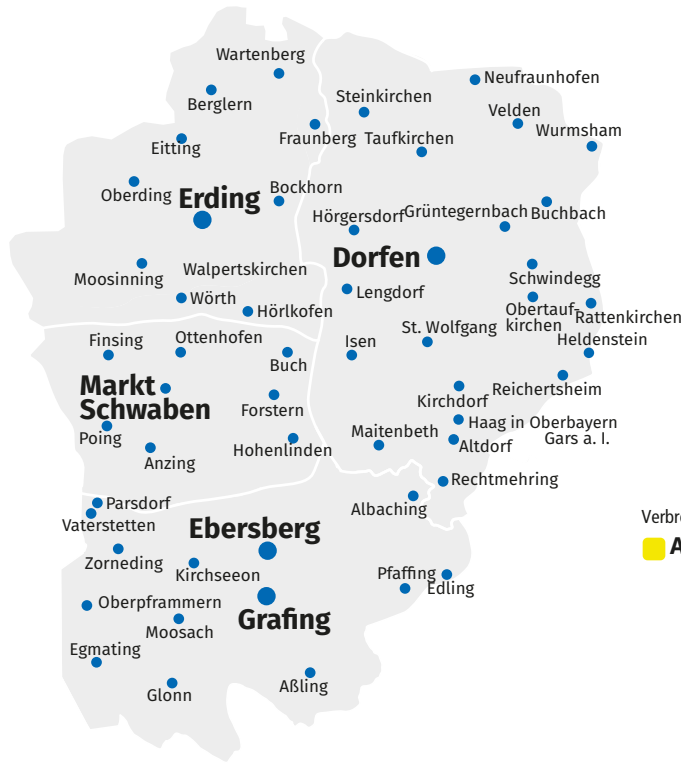 Wartenberg
Neufraunhofen
Berglern
Steinkirchen
Velden
Wurmsham
Fraunberg
Taufkirchen
Eitting
Oberding
Bockhorn
Erding
Hörgersdorf
Grüntegernbach
Buchbach
Dorfen
Moosinning
Walpertskirchen
Schwindegg
Wörth
Lengdorf
Hörlkofen
Obertauf-
kirchen
Rattenkirchen
Finsing
Ottenhofen
Isen
St. Wolfgang
Heldenstein
Buch
Markt
Schwaben
Forstern
Kirchdorf
Reichertsheim
Poing
Anzing
Hohenlinden
Maitenbeth
Haag in Oberbayern
Gars a. I.
Altdorf
Rechtmehring
Parsdorf
Vaterstetten
Albaching
Verbr
Ebersberg
A
Zorneding
Kirchseeon
Pfaffing
Edling
Oberpframmern
Grafing
Moosach
Egmating
Glonn
Aßling